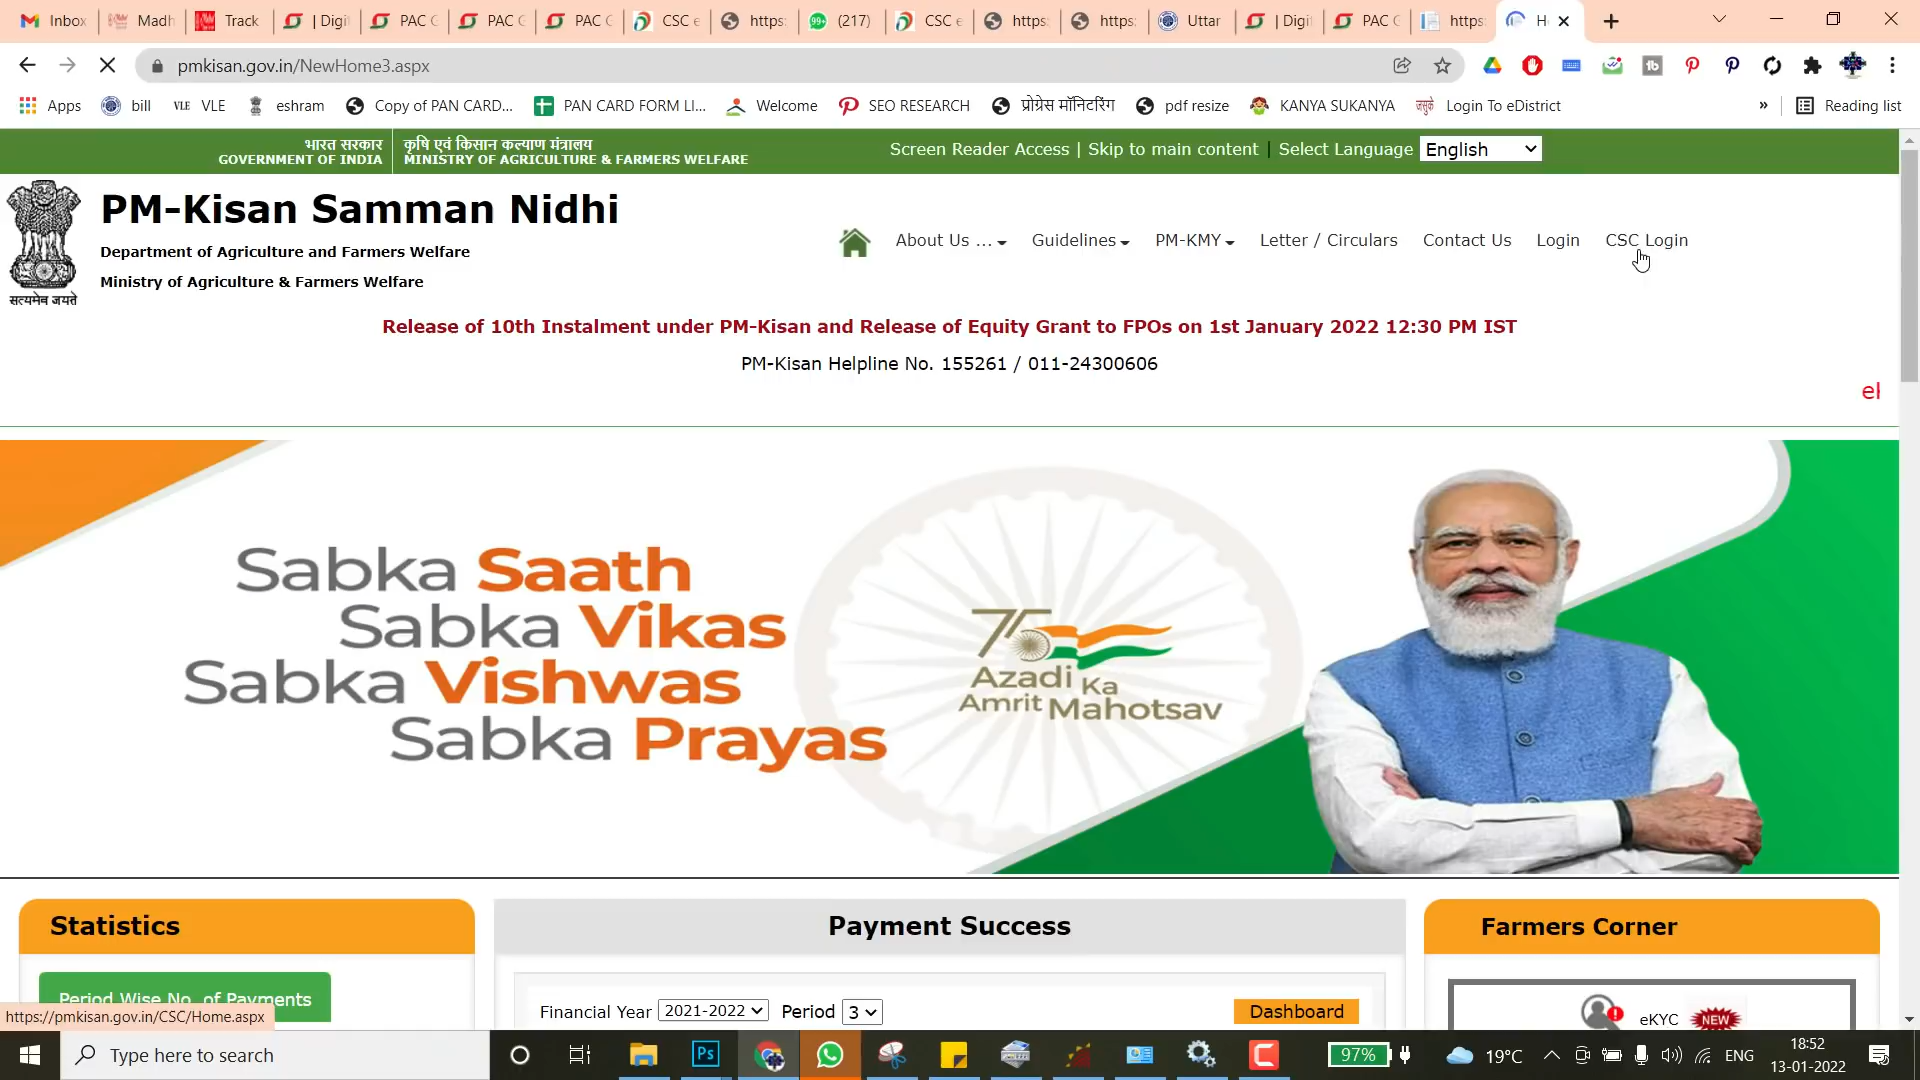 Inbox
Madh
Track
| Digit
PAC C
PAC C
PAC C
CSC e
https:
(217)
CSC e
https:
https:
Uttar
| Digit
PAC C
https:
H
pmkisan.gov.in/NewHome3.aspx
Apps
bill
VLE VLE
eshram
Copy of PAN CARD...
PAN CARD FORM LI...
Welcome
SEO RESEARCH
प्रोग्रेस मॉनिटरिंग
pdf resize
KANYA SUKANYA
Login To eDistrict
»
Reading list
भारत सरकार
GOVERNMENT OF INDIA
कृषि एवं किसान कल्याण मंत्रालय
MINISTRY OF AGRICULTURE & FARMERS WELFARE
Screen Reader Access | Skip to main content | Select Language English
PM-Kisan Samman Nidhi
Department of Agriculture and Farmers Welfare
Ministry of Agriculture & Farmers Welfare
सत्यमेव जयते
About Us ...
Guidelines
PM-KMY
Letter / Circulars
Contact Us
Login
CSC Login
Release of 10th Instalment under PM-Kisan and Release of Equity Grant to FPOs on 1st January 2022 12:30 PM IST
PM-Kisan Helpline No. 155261 / 011-24300606
Sabka Saath
Sabka Vikas
Sabka Vishwas
Sabka Prayas
75
Azadi Ka
Amrit Mahotsav
Statistics
Payment Success
Farmers Corner
Period Wise No. of Payments
Financial Year 2021-2022 Period 3
Dashboard
eKYC NEW
https://pmkisan.gov.in/CSC/Home.aspx
Type here to search
Ps
97%
19°C
ENG
18:52
13-01-2022